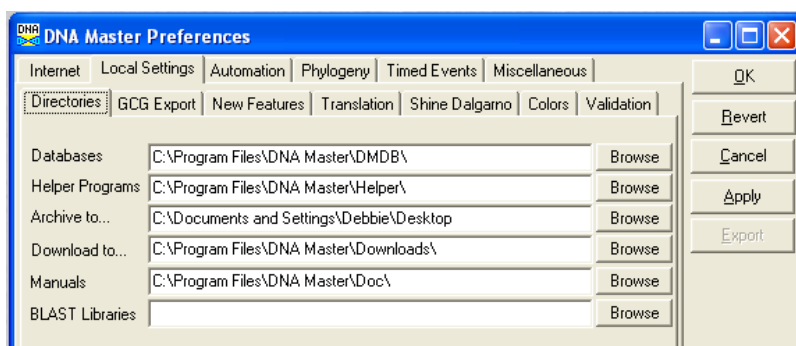 DNA DNA Master Preferences
Internet Local Settings Automation Phylogeny Timed Events Miscellaneous
Directories GCG Export New Features Translation Shine Dalgarno Colors Validation
Databases C:\Program Files\DNA Master\DMDB\ Browse
Helper Programs C:\Program Files\DNA Master\Helper\ Browse
Archive to... C:\Documents and Settings\Debbie\Desktop Browse
Download to... C:\Program Files\DNA Master\Downloads\ Browse
Manuals C:\Program Files\DNA Master\Doc\ Browse
BLAST Libraries Browse
OK
Revert
Cancel
Apply
Export